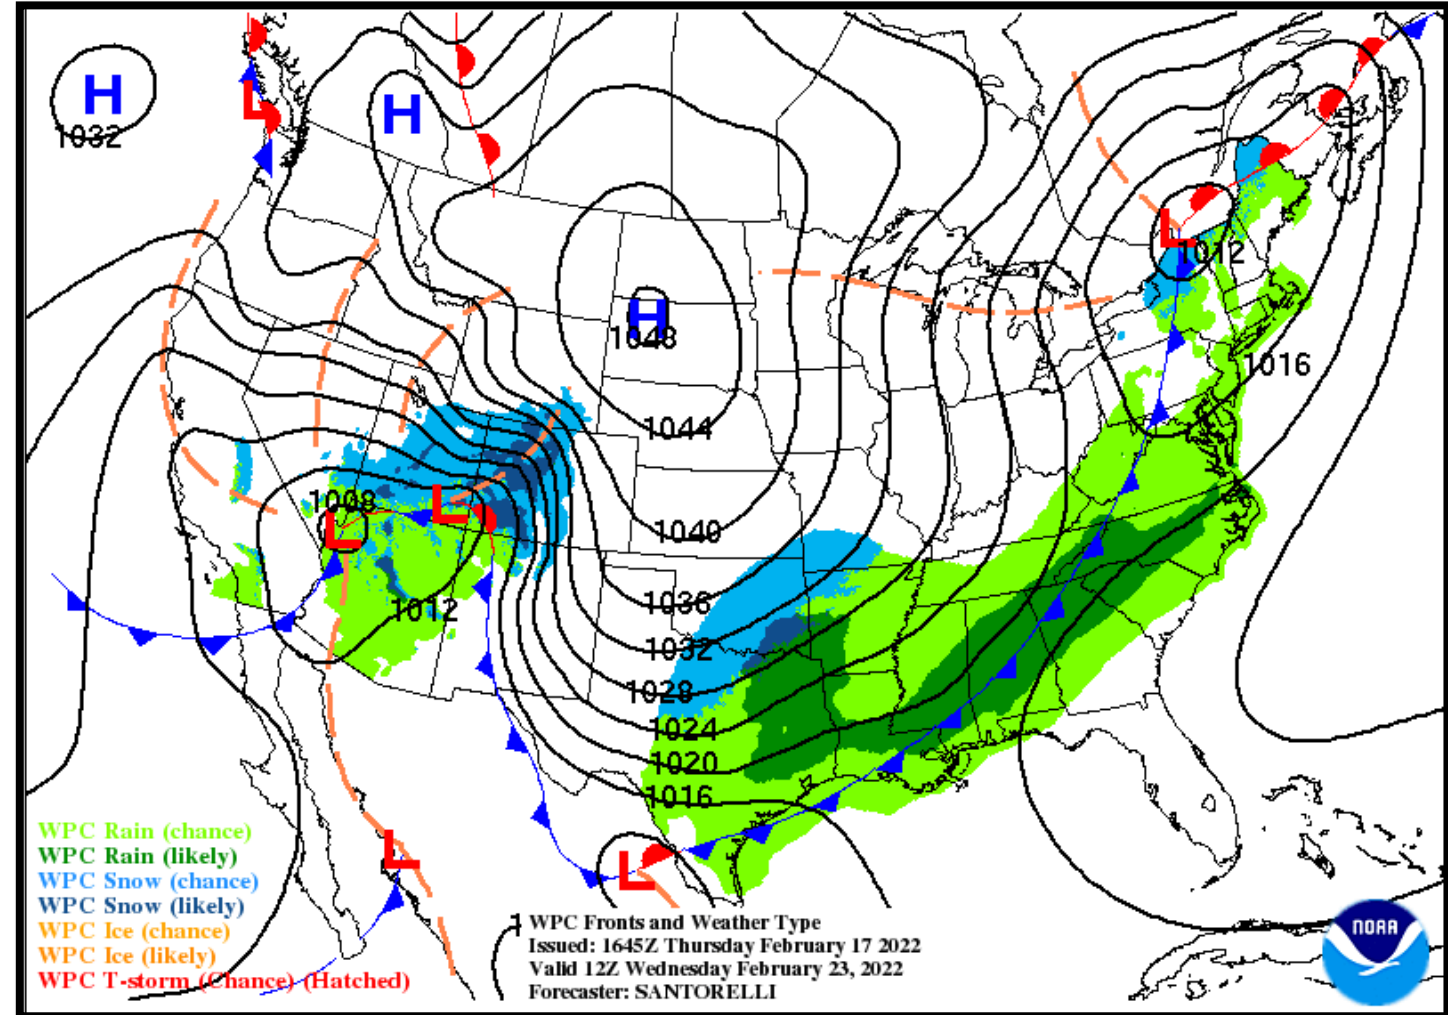 H
1032
L
H
L
1012
H
1048
1016
1044
1008
L
L
1040
1012
1036
1032
1028
1024
1020
1016
L
L
WPC Rain (chance)
WPC Rain (likely)
WPC Snow (chance)
WPC Snow (likely)
WPC Ice (chance)
WPC Ice (likely)
WPC T-storm (Chance) (Hatched)
1
WPC Fronts and Weather Type
Issued: 1645Z Thursday February 17 2022
Valid 12Z Wednesday February 23, 2022
Forecaster: SANTORELLI
NOAA